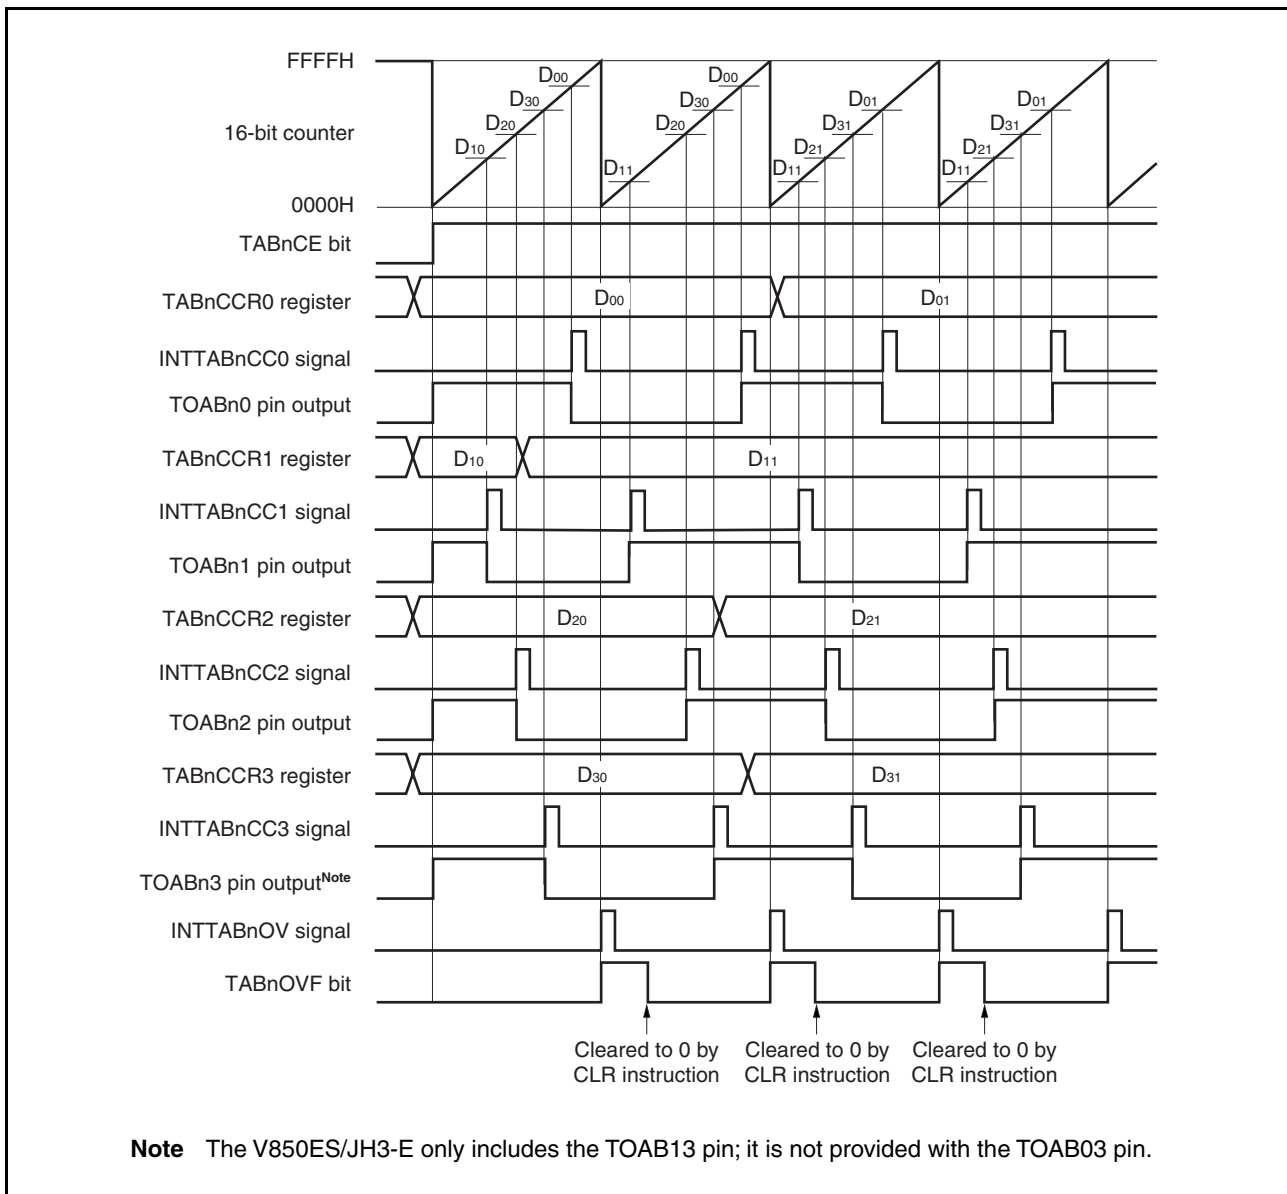 FFFFH
D00
D00
D30
D30
D01
D01
16-bit counter
D20
D20
D31
D31
D10
D21
D21
D11
D11
D11
0000H
TABnCE bit
TABnCCR0 register
D00
D01
INTTABnCC0 signal
TOABn0 pin output
TABnCCR1 register
D10
D11
INTTABnCC1 signal
TOABn1 pin output
TABnCCR2 register
D20
D21
INTTABnCC2 signal
TOABn2 pin output
TABnCCR3 register
D30
D31
INTTABnCC3 signal
TOABn3 pin outputNote
INTTABnOV signal
TABnOVF bit
Cleared to 0 by
CLR instruction
Cleared to 0 by
CLR instruction
Cleared to 0 by
CLR instruction
Note The V850ES/JH3-E only includes the TOAB13 pin; it is not provided with the TOAB03 pin.